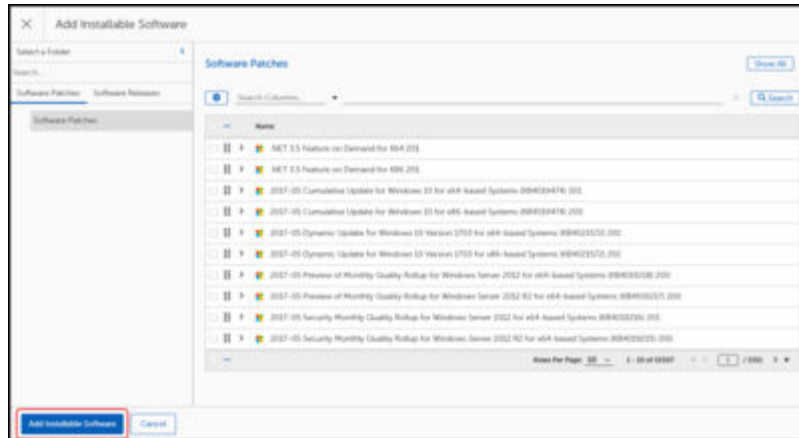 Add Installable Software
Select a Folder
Search...
Software Patches Software Releases
Software Patches
Software Patches
Show All
Search Columns...
Search
Name
.NET 3.5 Feature on Demand for X64 201
.NET 3.5 Feature on Demand for X86 201
2017-05 Cumulative Update for Windows 10 for x64-based Systems
2017-05 Cumulative Update for Windows 10 for x86-based Systems
2017-05 Dynamic Update for Windows 10 Version 1703 for x64-based Systems
2017-05 Dynamic Update for Windows 10 Version 1703 for x86-based Systems
2017-05 Preview of Monthly Quality Rollup for Windows Server 2012 for x64-based Systems
2017-05 Preview of Monthly Quality Rollup for Windows Server 2012 R2 for x64-based Systems
2017-05 Security Monthly Quality Rollup for Windows Server 2012 for x64-based Systems
2017-05 Security Monthly Quality Rollup for Windows Server 2012 R2 for x64-based Systems
Rows Per Page: 10 1 - 10 of 1
Add Installable Software Cancel